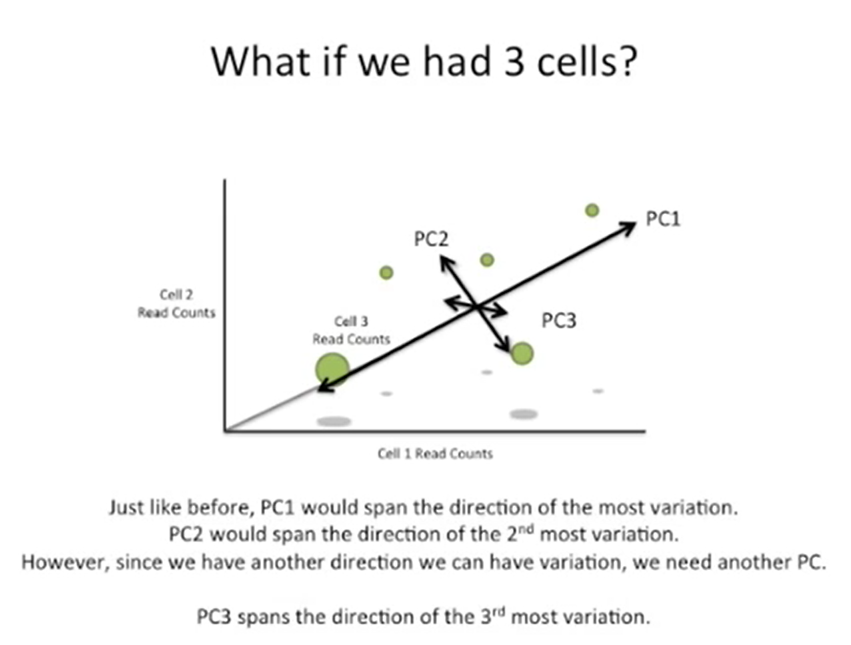 What if we had 3 cells?
PC1
PC2
Cell 2
Read Counts
Cell 3
Read Counts
PC3
Cell 1 Read Counts
Just like before, PC1 would span the direction of the most variation.
PC2 would span the direction of the 2nd most variation.
However, since we have another direction we can have variation, we need another PC.
PC3 spans the direction of the 3rd most variation.